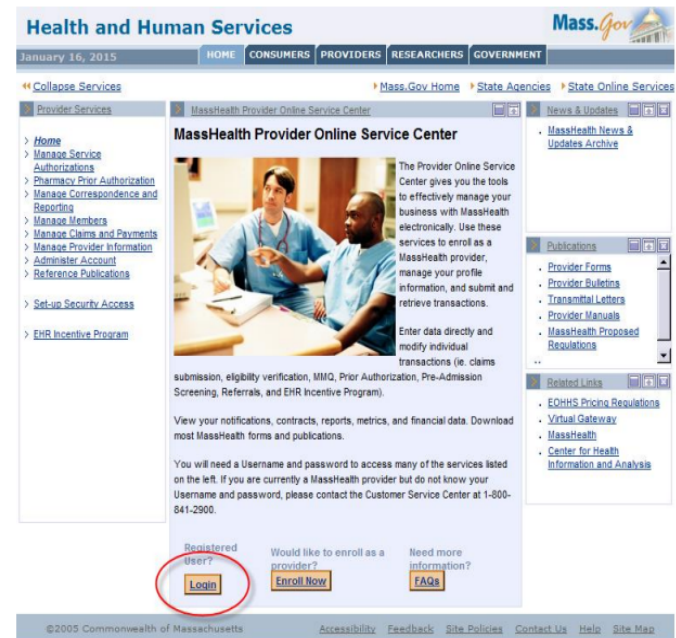 Health and Human Services
Mass.Gov
January 16, 2015
HOME CONSUMERS PROVIDERS RESEARCHERS GOVERNMENT
Collapse Services
Mass.Gov Home State Agencies State Online Services
Provider Services
Home
Manage Service
Authorizations
Pharmacy Prior Authorization
Manage Correspondence and
Reporting
Manage Members
Manage Claims and Payments
Manage Provider Information
Administer Account
Reference Publications
Set-up Security Access
EHR Incentive Program
MassHealth Provider Online Service Center
MassHealth Provider Online Service Center
The Provider Online Service
Center gives you the tools
to effectively manage your
business with MassHealth
electronically. Use these
services to enroll as a
MassHealth provider,
manage your profile
information, and submit and
retrieve transactions.
Enter data directly and
modify individual
transactions (ie. claims
submission, eligibility verification, MMQ, Prior Authorization, Pre-Admission
Screening, Referrals, and EHR Incentive Program).
View your notifications, contracts, reports, metrics, and financial data. Download
most MassHealth forms and publications.
You will need a Username and password to access many of the services listed
on the left. If you are currently a MassHealth provider but do not know your
Username and password, please contact the Customer Service Center at 1-800-
841-2900.
Registered
User?
Login
Would like to enroll as a
provider?
Enroll Now
Need more
information?
FAQs
News & Updates
MassHealth News &
Updates Archive
Publications
Provider Forms
Provider Bulletins
Transmittal Letters
Provider Manuals
MassHealth Proposed
Regulations
Related Links
EOHHS Pricing Regulations
Virtual Gateway
MassHealth
Center for Health
Information and Analysis
©2005 Commonwealth of Massachusetts
Accessibility Feedback Site Policies Contact Us Help Site Map